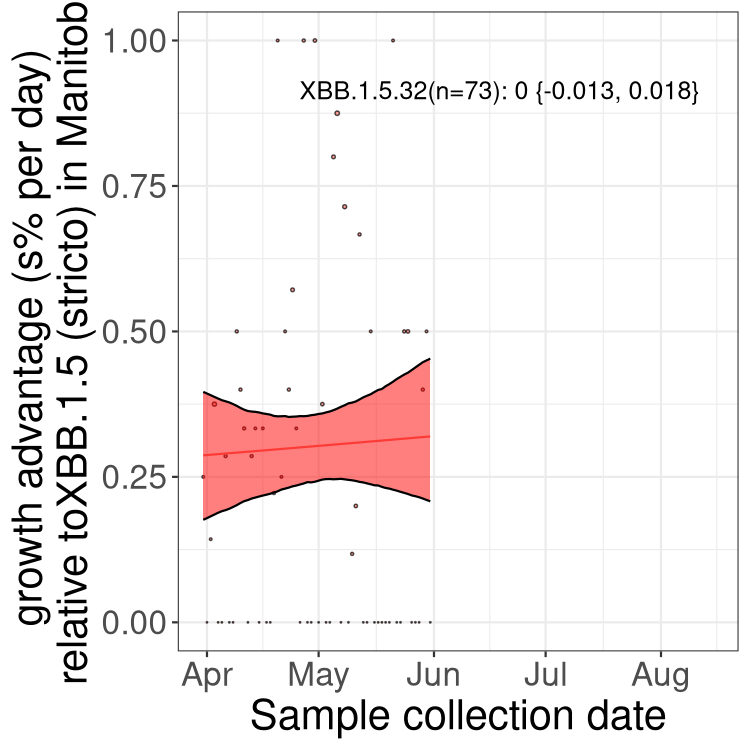 growth advantage (s% per day)
relative toXBB.1.5 (stricto) in Manitob
1.00
0.75
0.50
0.25
0.00
XBB.1.5.32(n=73): 0 {-0.013, 0.018}
Apr May Jun Jul Aug
Sample collection date